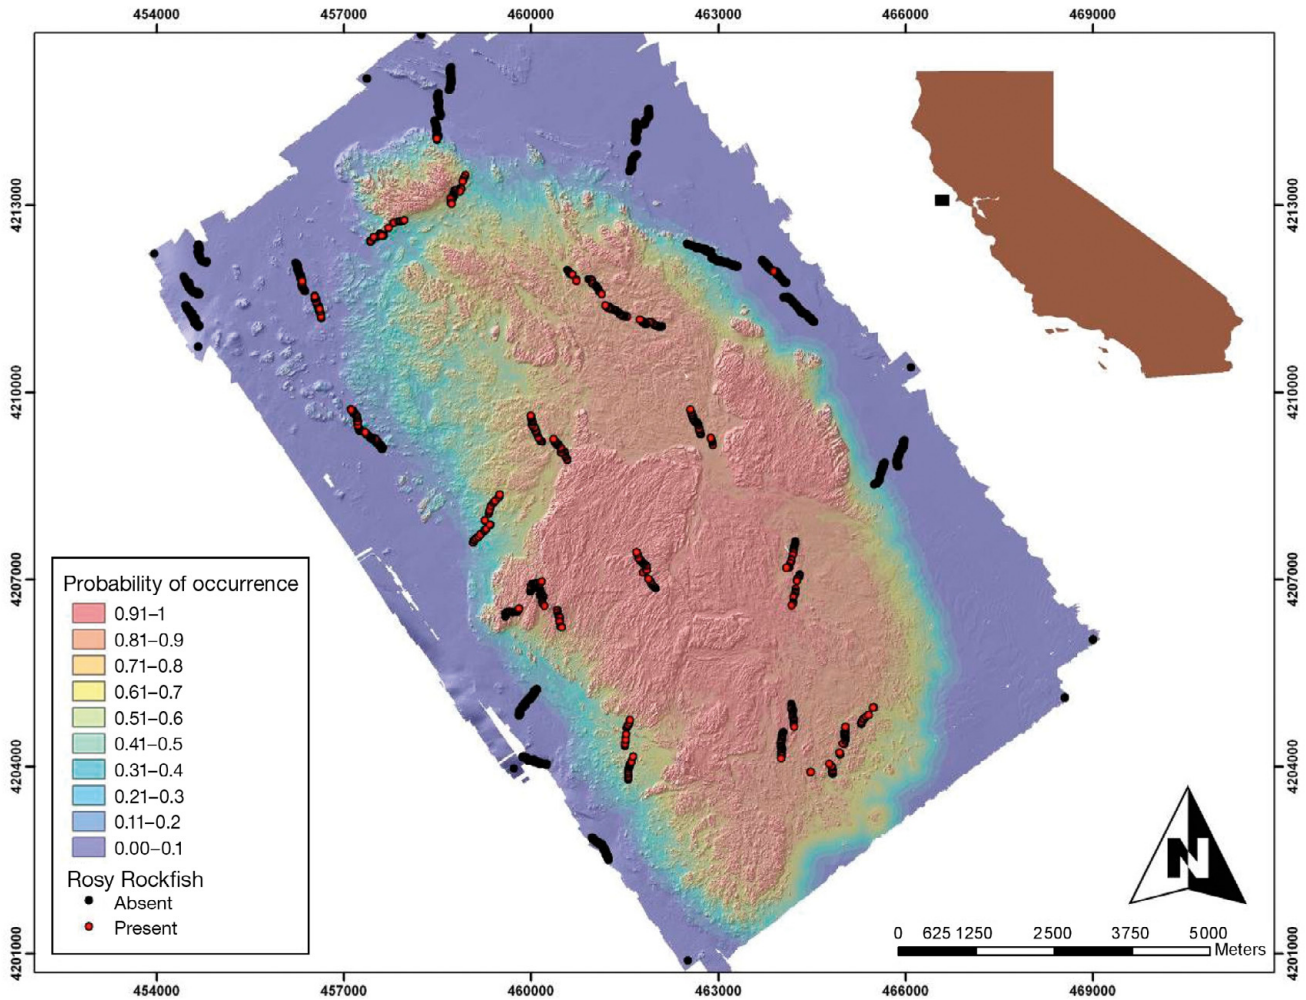 454000 457000 460000 463000 466000 469000
4213000 4213000
4210000 4210000
4207000 4207000
4204000 4204000
4201000 4201000
Probability of occurrence
0.91–1
0.81–0.9
0.71–0.8
0.61–0.7
0.51–0.6
0.41–0.5
0.31–0.4
0.21–0.3
0.11–0.2
0.00–0.1
Rosy Rockfish
Absent
Present
N
0 625 1250 2500 3750 5000
Meters
454000 457000 460000 463000 466000 469000